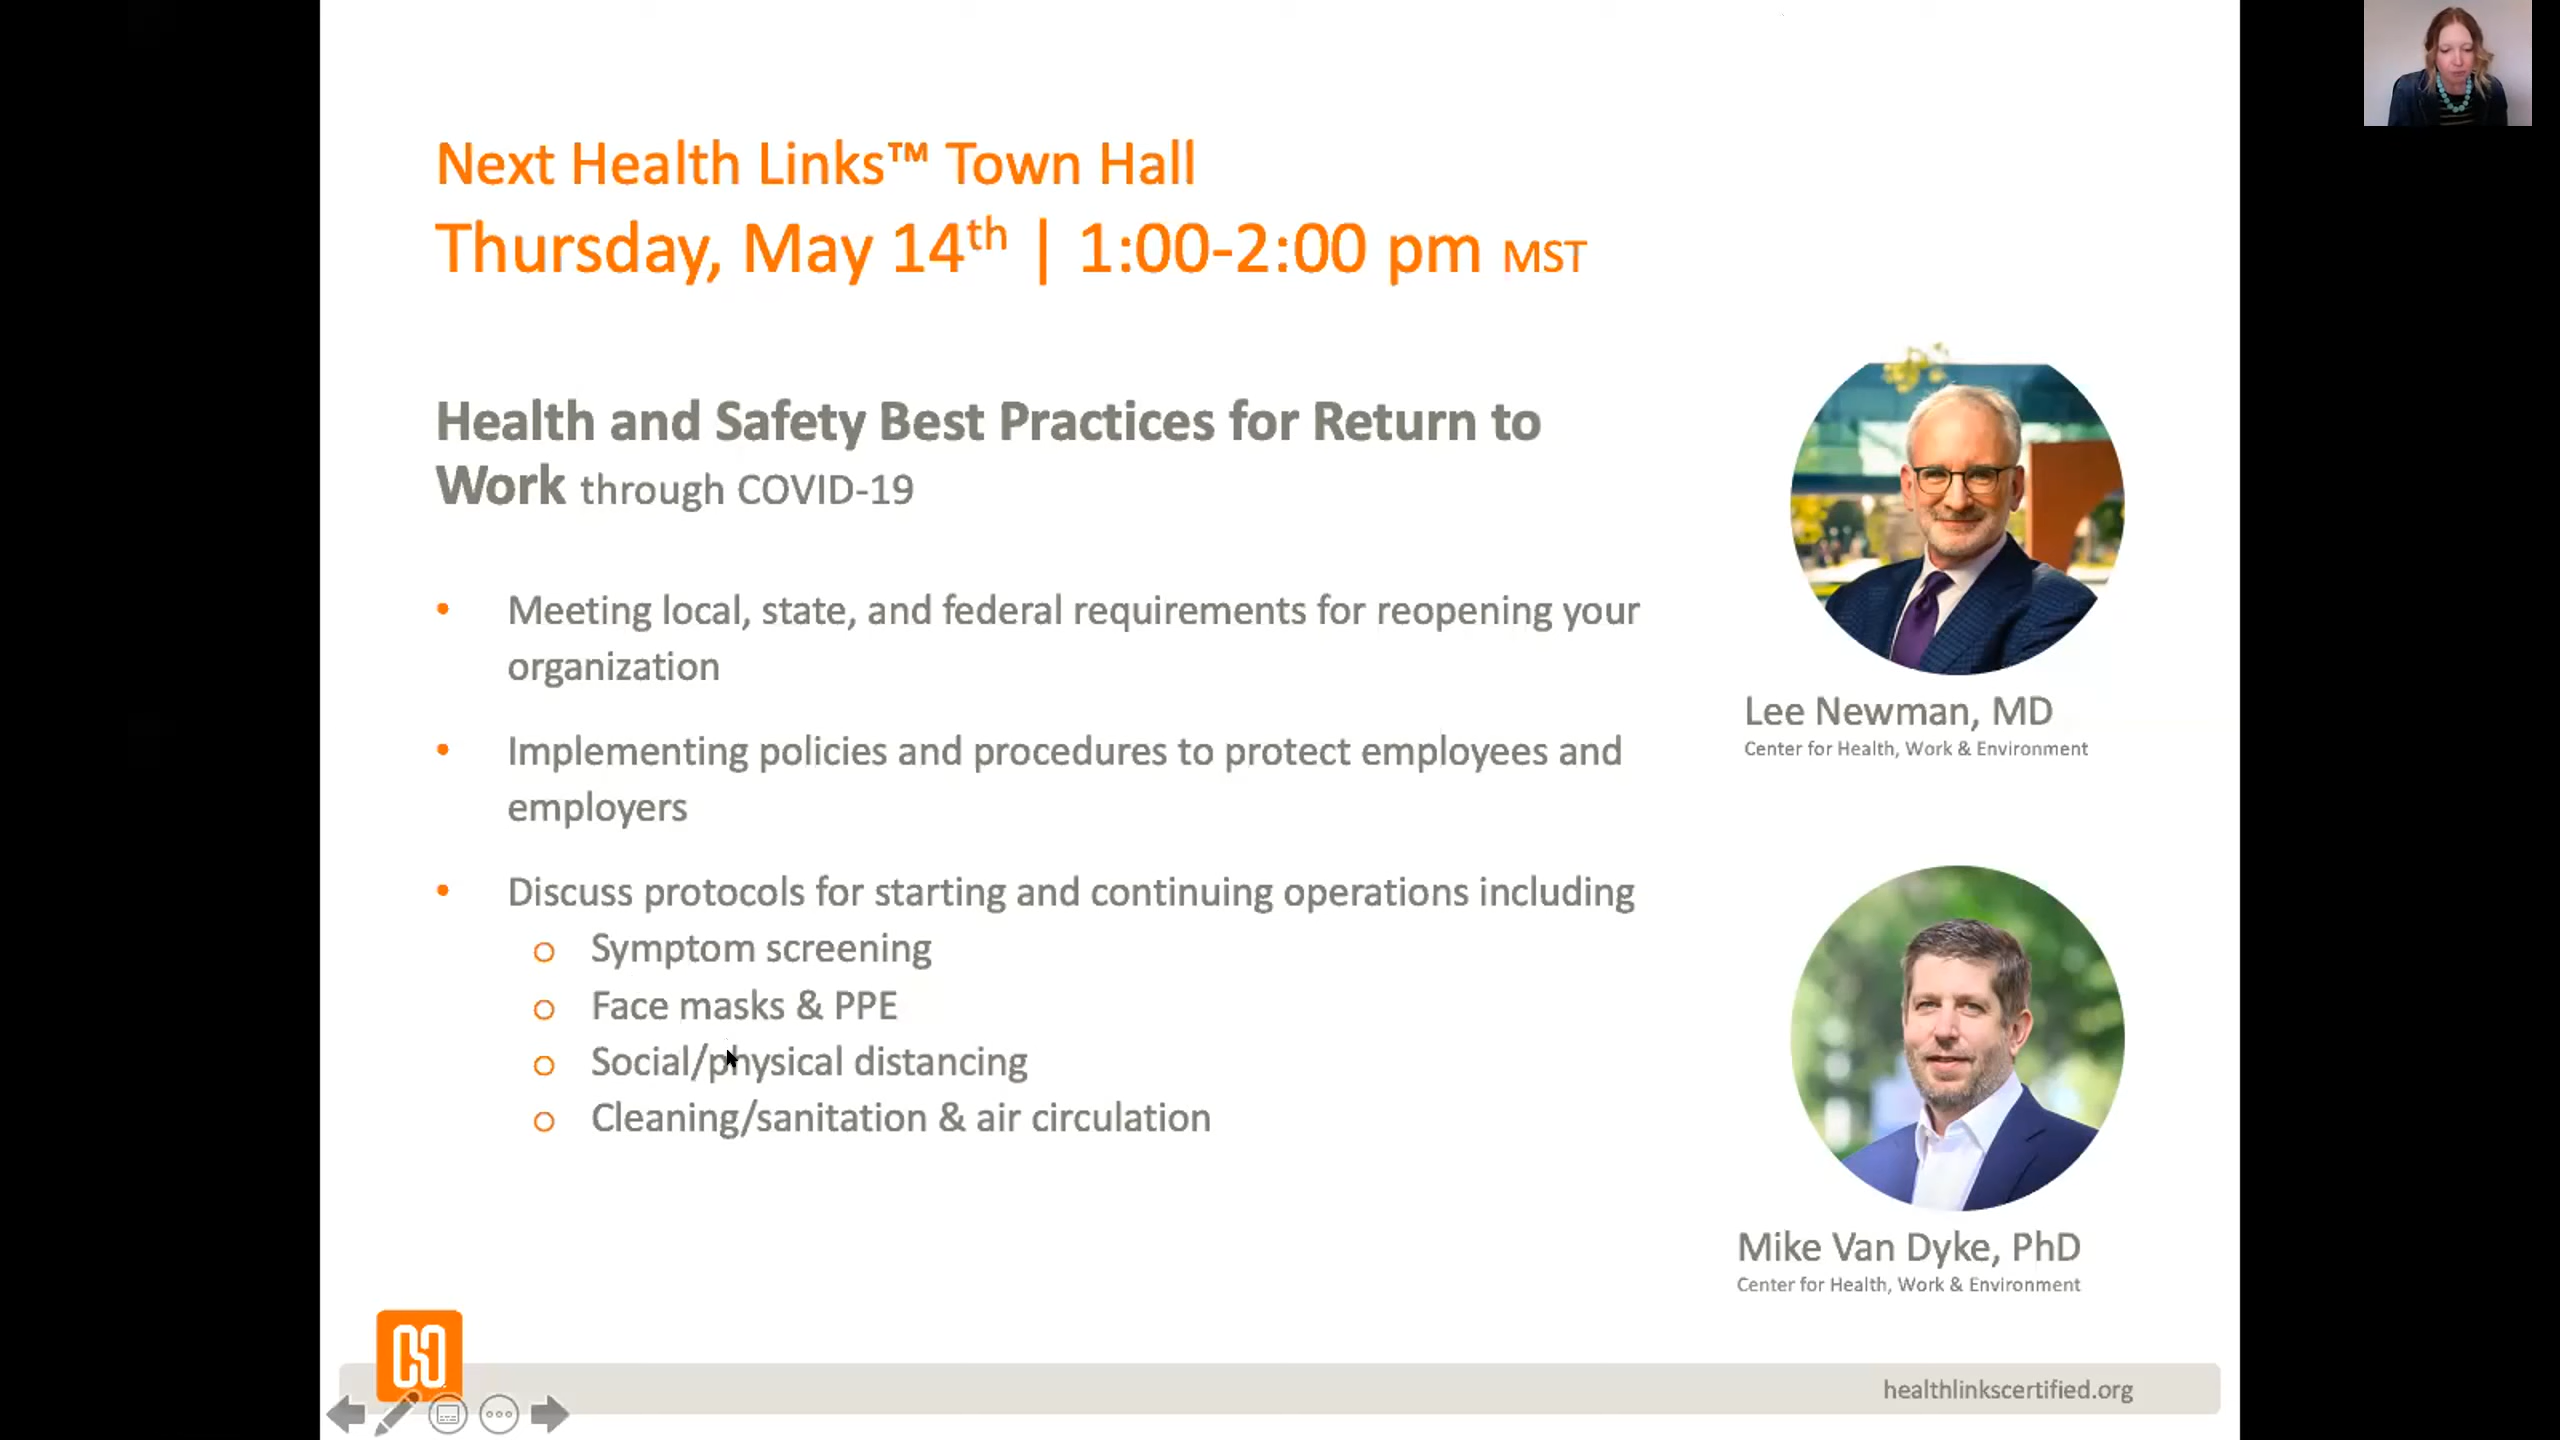 Next Health Links™ Town Hall
Thursday, May 14th | 1:00-2:00 pm MST
Health and Safety Best Practices for Return to
Work through COVID-19
• Meeting local, state, and federal requirements for reopening your
organization
• Implementing policies and procedures to protect employees and
employers
• Discuss protocols for starting and continuing operations including
o Symptom screening
o Face masks & PPE
o Social/physical distancing
o Cleaning/sanitation & air circulation
Lee Newman, MD
Center for Health, Work & Environment
Mike Van Dyke, PhD
Center for Health, Work & Environment
healthlinkscertified.org